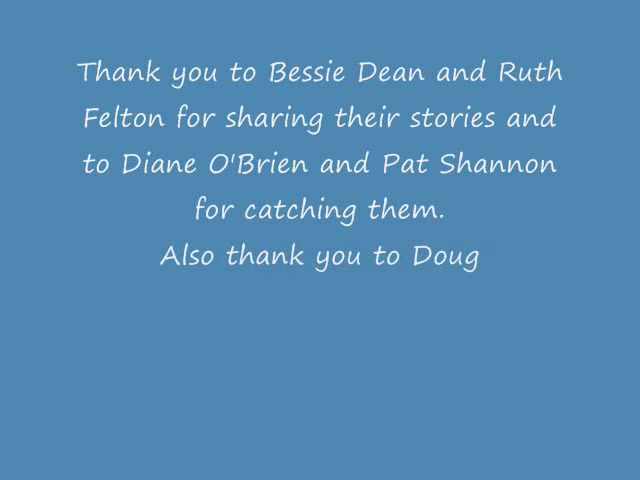 Thank you to Bessie Dean and Ruth
Felton for sharing their stories and
to Diane O'Brien and Pat Shannon
for catching them.
Also thank you to Doug